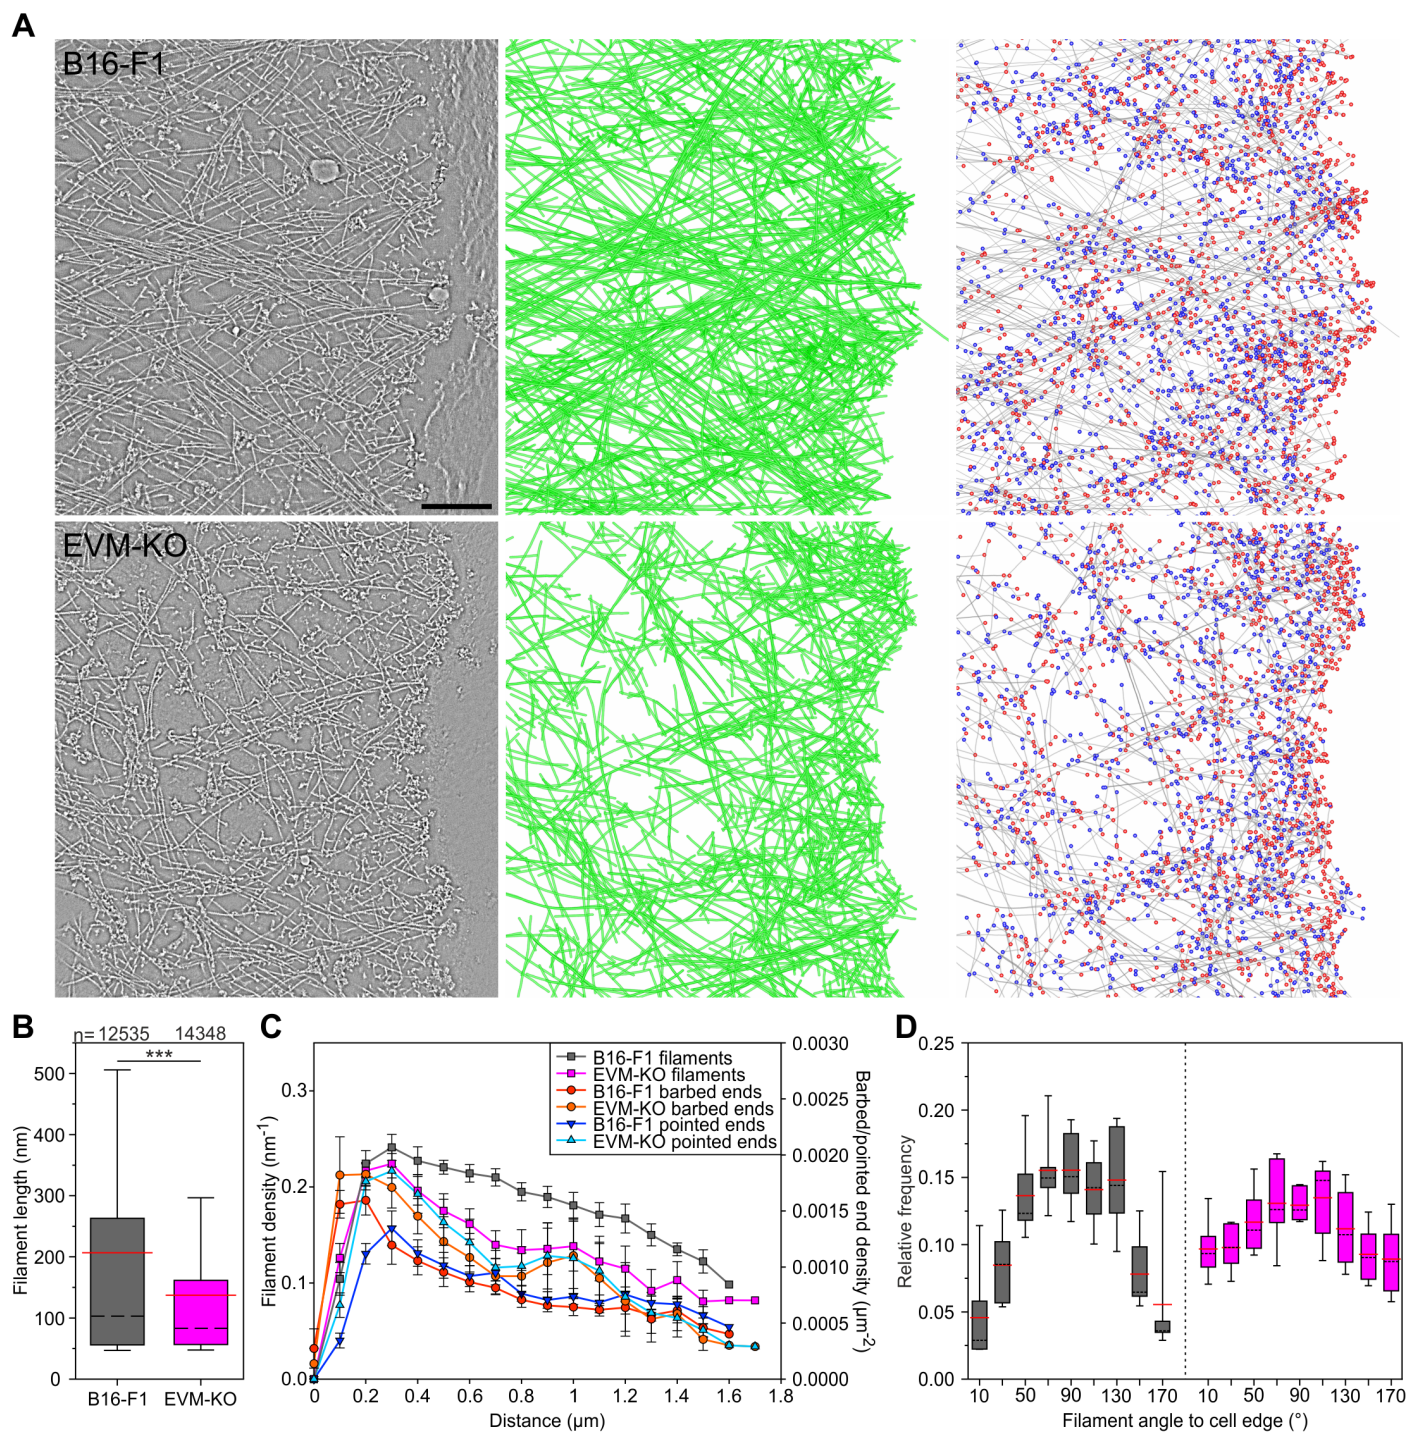 A
B16-F1
EVM-KO
B
n= 12535 14348
***
Filament length (nm)
500
400
300
200
100
0
B16-F1 EVM-KO
C
B16-F1 filaments
EVM-KO filaments
B16-F1 barbed ends
EVM-KO barbed ends
B16-F1 pointed ends
EVM-KO pointed ends
Filament density (nm⁻¹)
0.3
0.2
0.1
0.0
0 0.2 0.4 0.6 0.8 1.0 1.2 1.4 1.6 1.8
Distance (µm)
0.0030
0.0025
0.0020
0.0015
0.0010
0.0005
0.0000
Barbed/pointed end density (µm⁻²)
D
Relative frequency
0.25
0.20
0.15
0.10
0.05
0.00
10 50 90 130 170 10 50 90 130 170
Filament angle to cell edge (°)